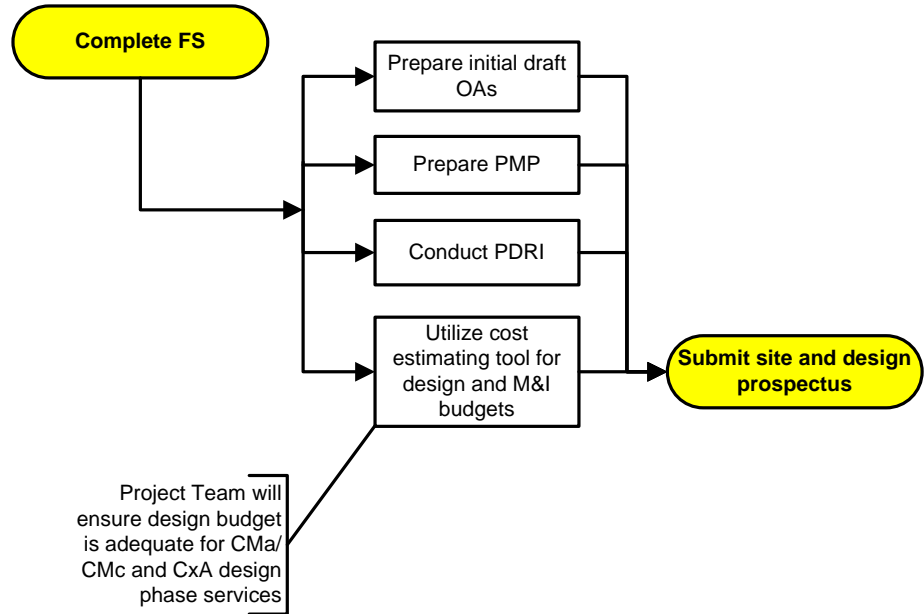 Complete FS
Prepare initial draft
OAs
Prepare PMP
Conduct PDRI
Utilize cost
estimating tool for
design and M&I
budgets
Submit site and design
prospectus
Project Team will
ensure design budget
is adequate for CMa/
CMc and CxA design
phase services